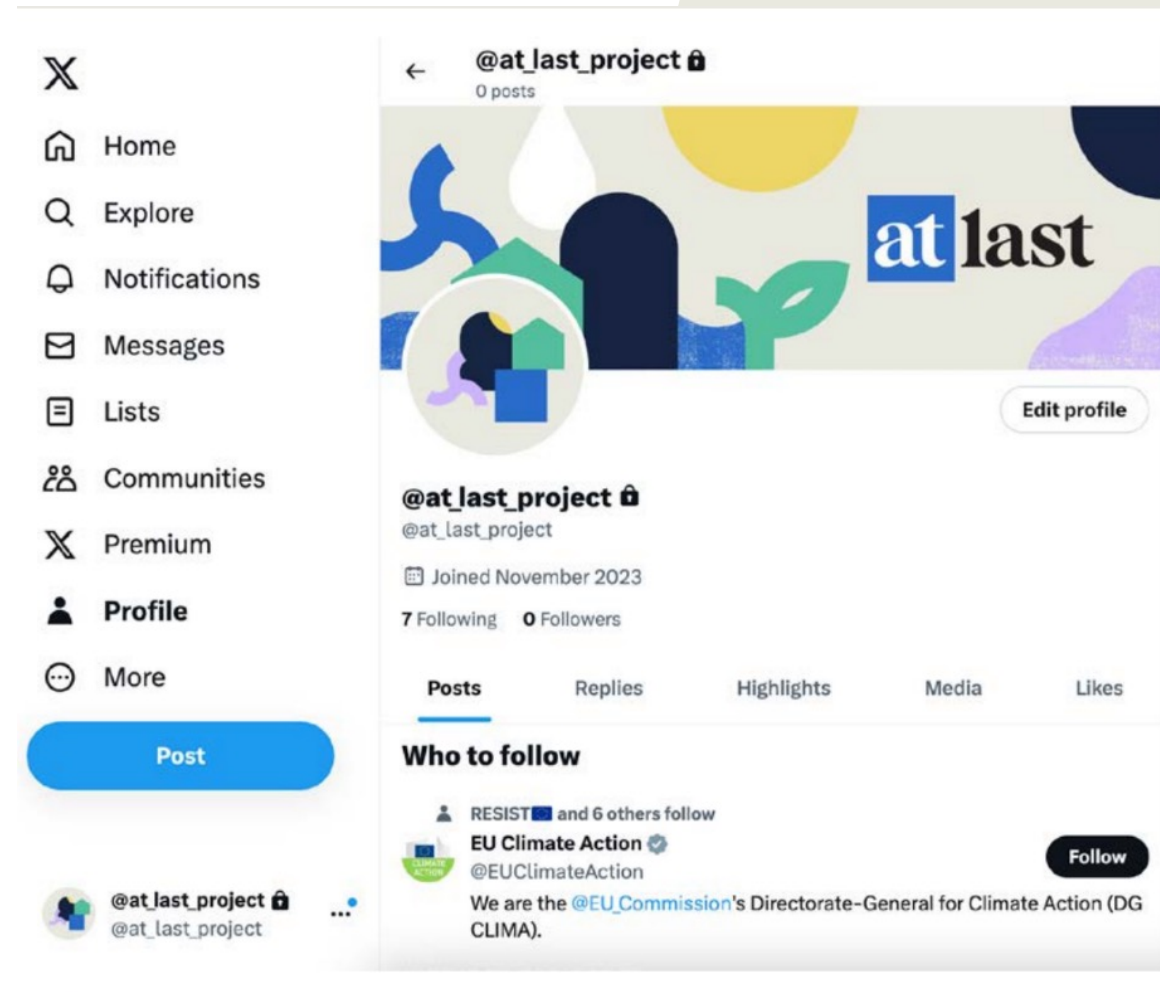 Home
Explore
Notifications
Messages
Lists
Communities
Premium
Profile
More
Post
@at_last_project
@at_last_project
@at_last_project
0 posts
at last
Edit profile
@at_last_project
@at_last_project
Joined November 2023
7 Following 0 Followers
Posts Replies Highlights Media Likes
Who to follow
RESIST🇪🇺 and 6 others follow
EU Climate Action
@EUClimateAction
CLIMATE
ACTION
Follow
We are the @EU_Commission's Directorate-General for Climate Action (DG
CLIMA).